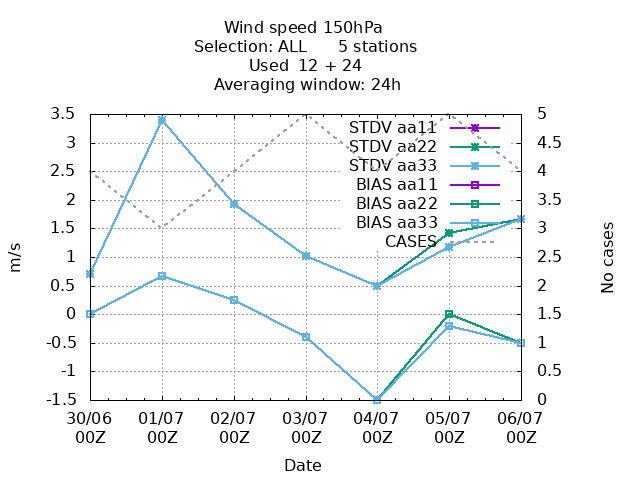 Wind speed 150hPa
Selection: ALL      5 stations
Used  12 + 24
Averaging window: 24h
3.5
3
2.5
2
1.5
1
0.5
0
-0.5
-1
-1.5
m/s
5
4.5
4
3.5
3
2.5
2
1.5
1
0.5
0
No cases
STDV aa11
STDV aa22
STDV aa33
BIAS aa11
BIAS aa22
BIAS aa33
CASES
30/06 01/07 02/07 03/07 04/07 05/07 06/07
00Z 00Z 00Z 00Z 00Z 00Z 00Z
Date